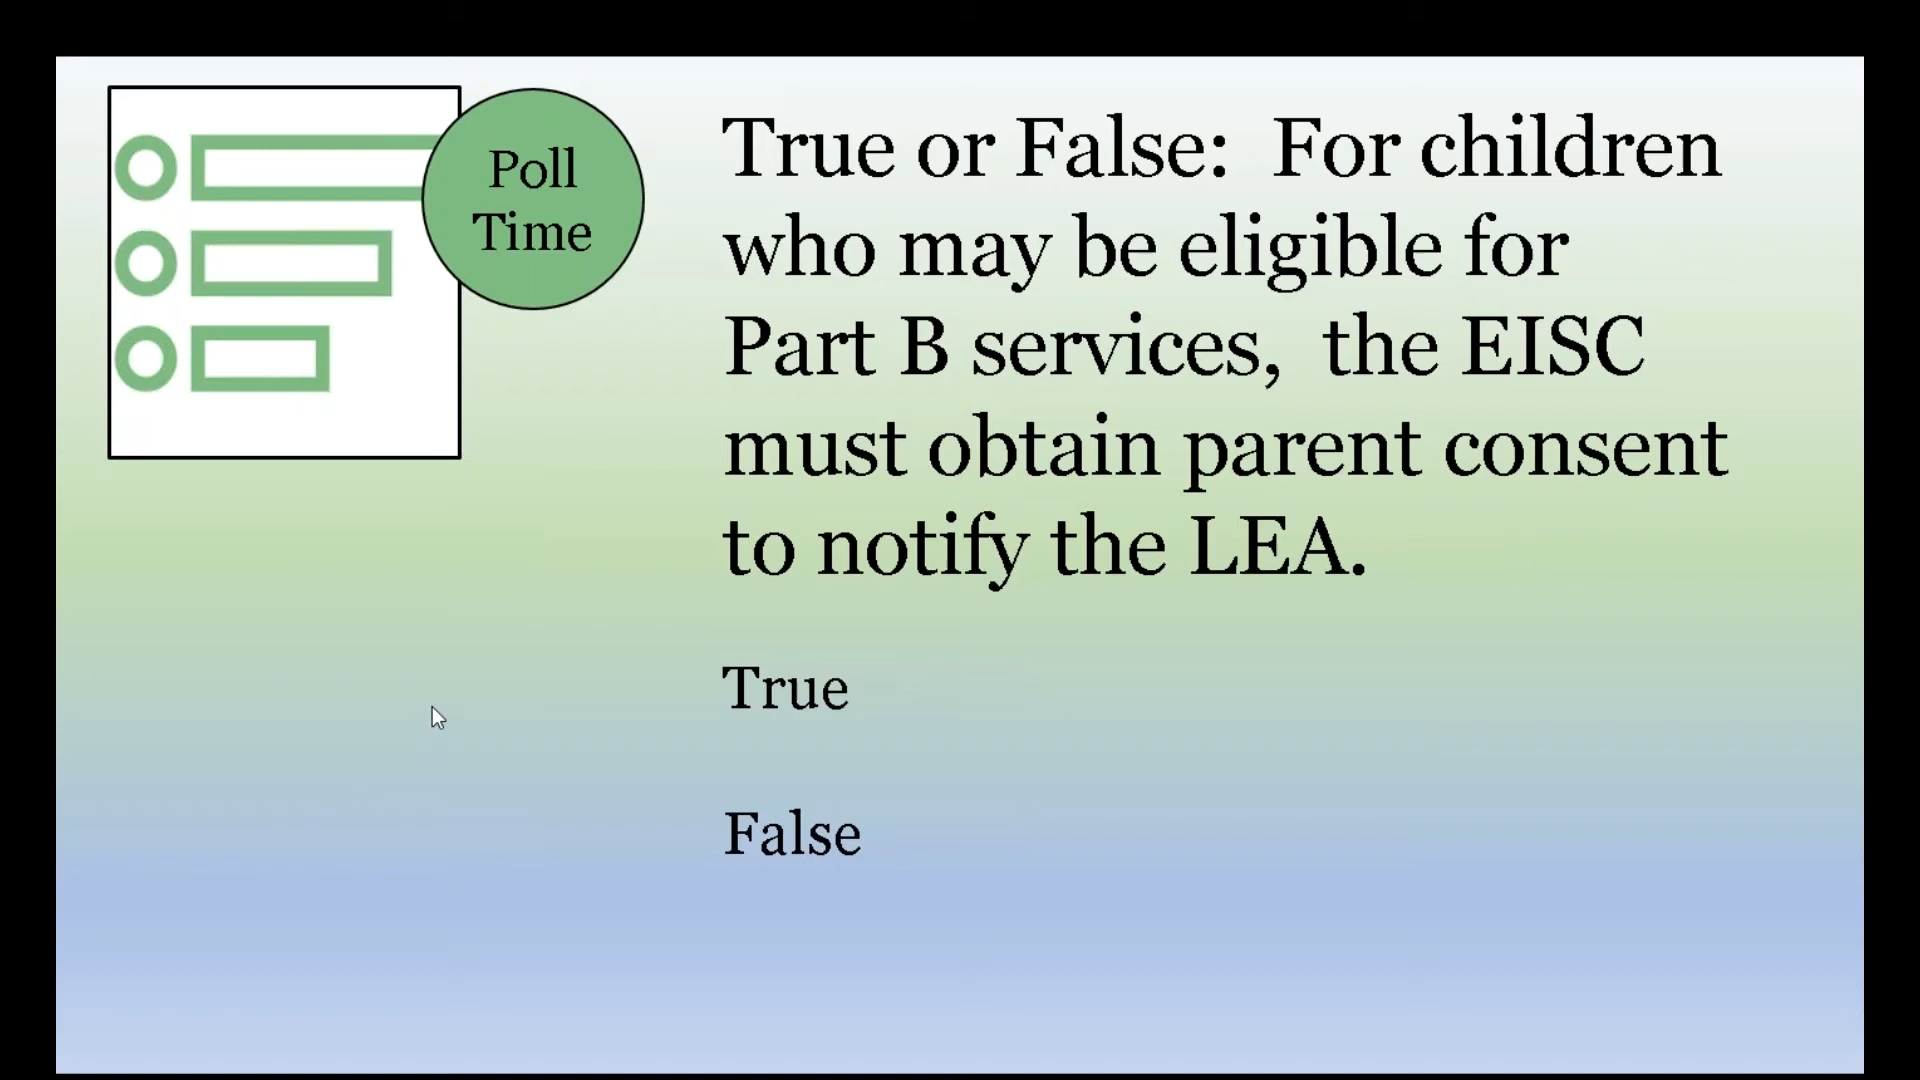 Poll
Time
True or False:  For children
who may be eligible for
Part B services,  the EISC
must obtain parent consent
to notify the LEA.
True
False